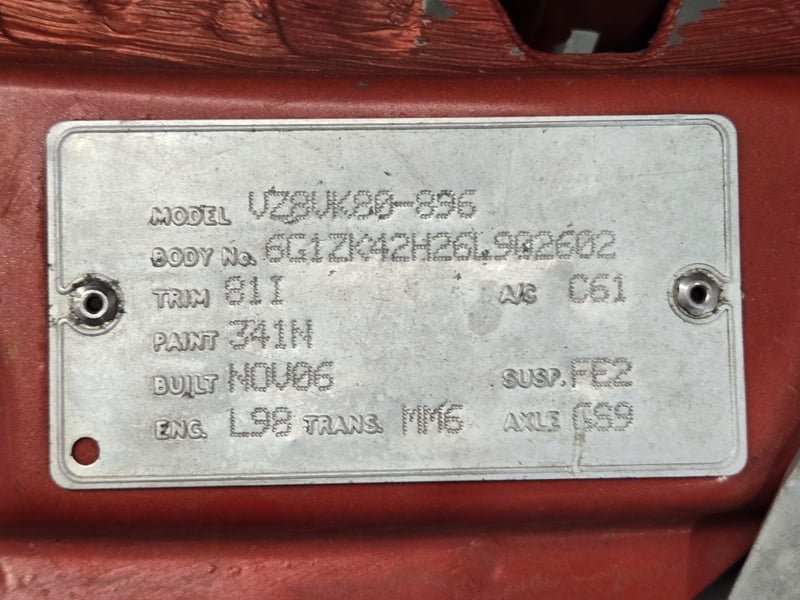 MODEL VZ8VK80-896
BODY No. 6G1ZK42H26L902602
TRIM 81I A/C C61
PAINT 341N
BUILT NOV06 SUSP. FE2
ENG. L98 TRANS. MM6 AXLE GS9